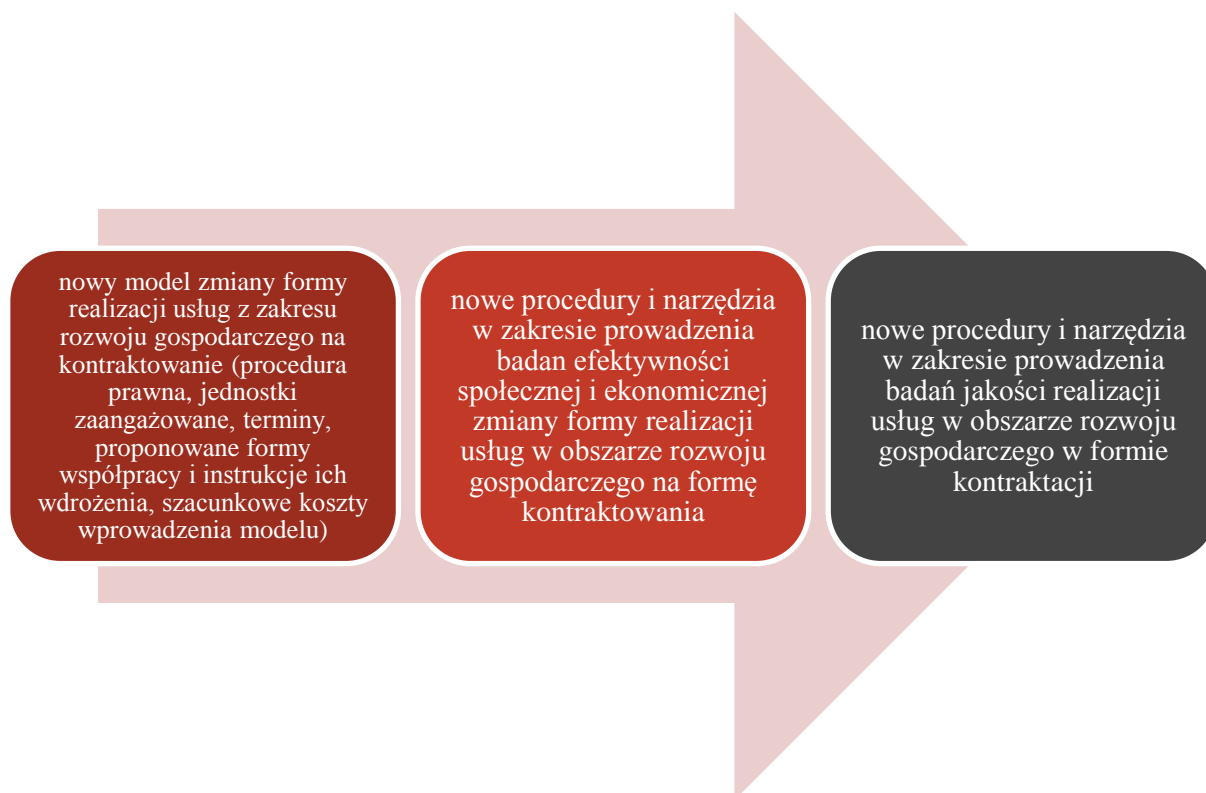 nowy model zmiany formy
realizacji usług z zakresu
rozwoju gospodarczego na
kontraktowanie (procedura
prawna, jednostki
zaangażowane, terminy,
proponowane formy
współpracy i instrukcje ich
wdrożenia, szacunkowe koszty
wprowadzenia modelu)
nowe procedury i narzędzia
w zakresie prowadzenia
badan efektywności
społecznej i ekonomicznej
zmiany formy realizacji
usług w obszarze rozwoju
gospodarczego na formę
kontraktowania
nowe procedury i narzędzia
w zakresie prowadzenia
badań jakości realizacji
usług w obszarze rozwoju
gospodarczego w formie
kontraktacji